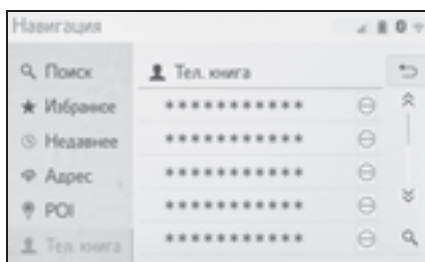 Навигация
Поиск
Избранное
Недавнее
Адрес
POI
Тел. книга
Тел. книга
***********
***********
***********
***********
***********